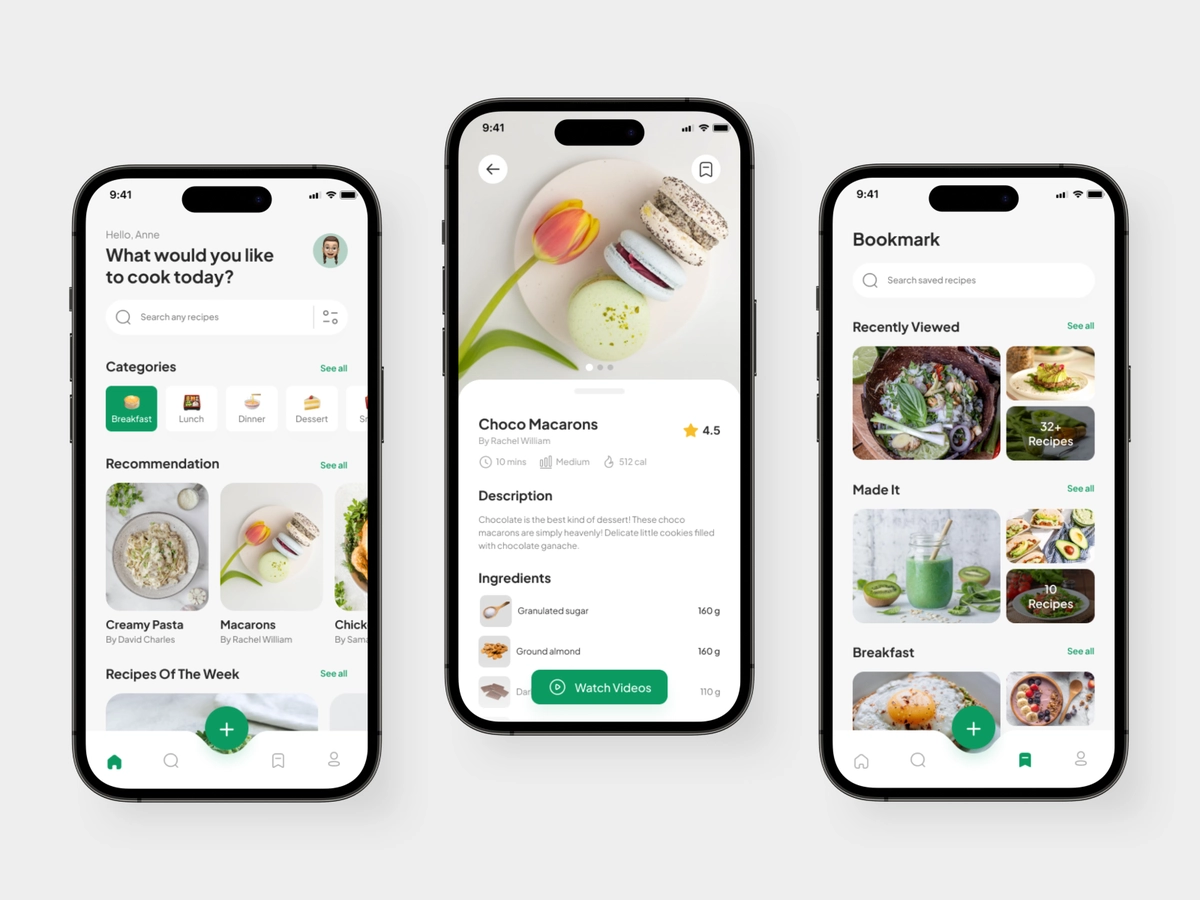 9:41
Hello, Anne
What would you like
to cook today?
Search any recipes
Categories
See all
Breakfast
Lunch
Dinner
Dessert
Recommendation
See all
Creamy Pasta
By David Charles
Macarons
By Rachel William
Chick
By Sama
Recipes Of The Week
See all
9:41
Choco Macarons
4.5
By Rachel William
10 mins
Medium
512 cal
Description
Chocolate is the best kind of dessert! These choco
macarons are simply heavenly! Delicate little cookies filled
with chocolate ganache.
Ingredients
Granulated sugar
160 g
Ground almond
160 g
Dar
110 g
Watch Videos
9:41
Bookmark
Search saved recipes
Recently Viewed
See all
32+
Recipes
Made It
See all
10
Recipes
Breakfast
See all